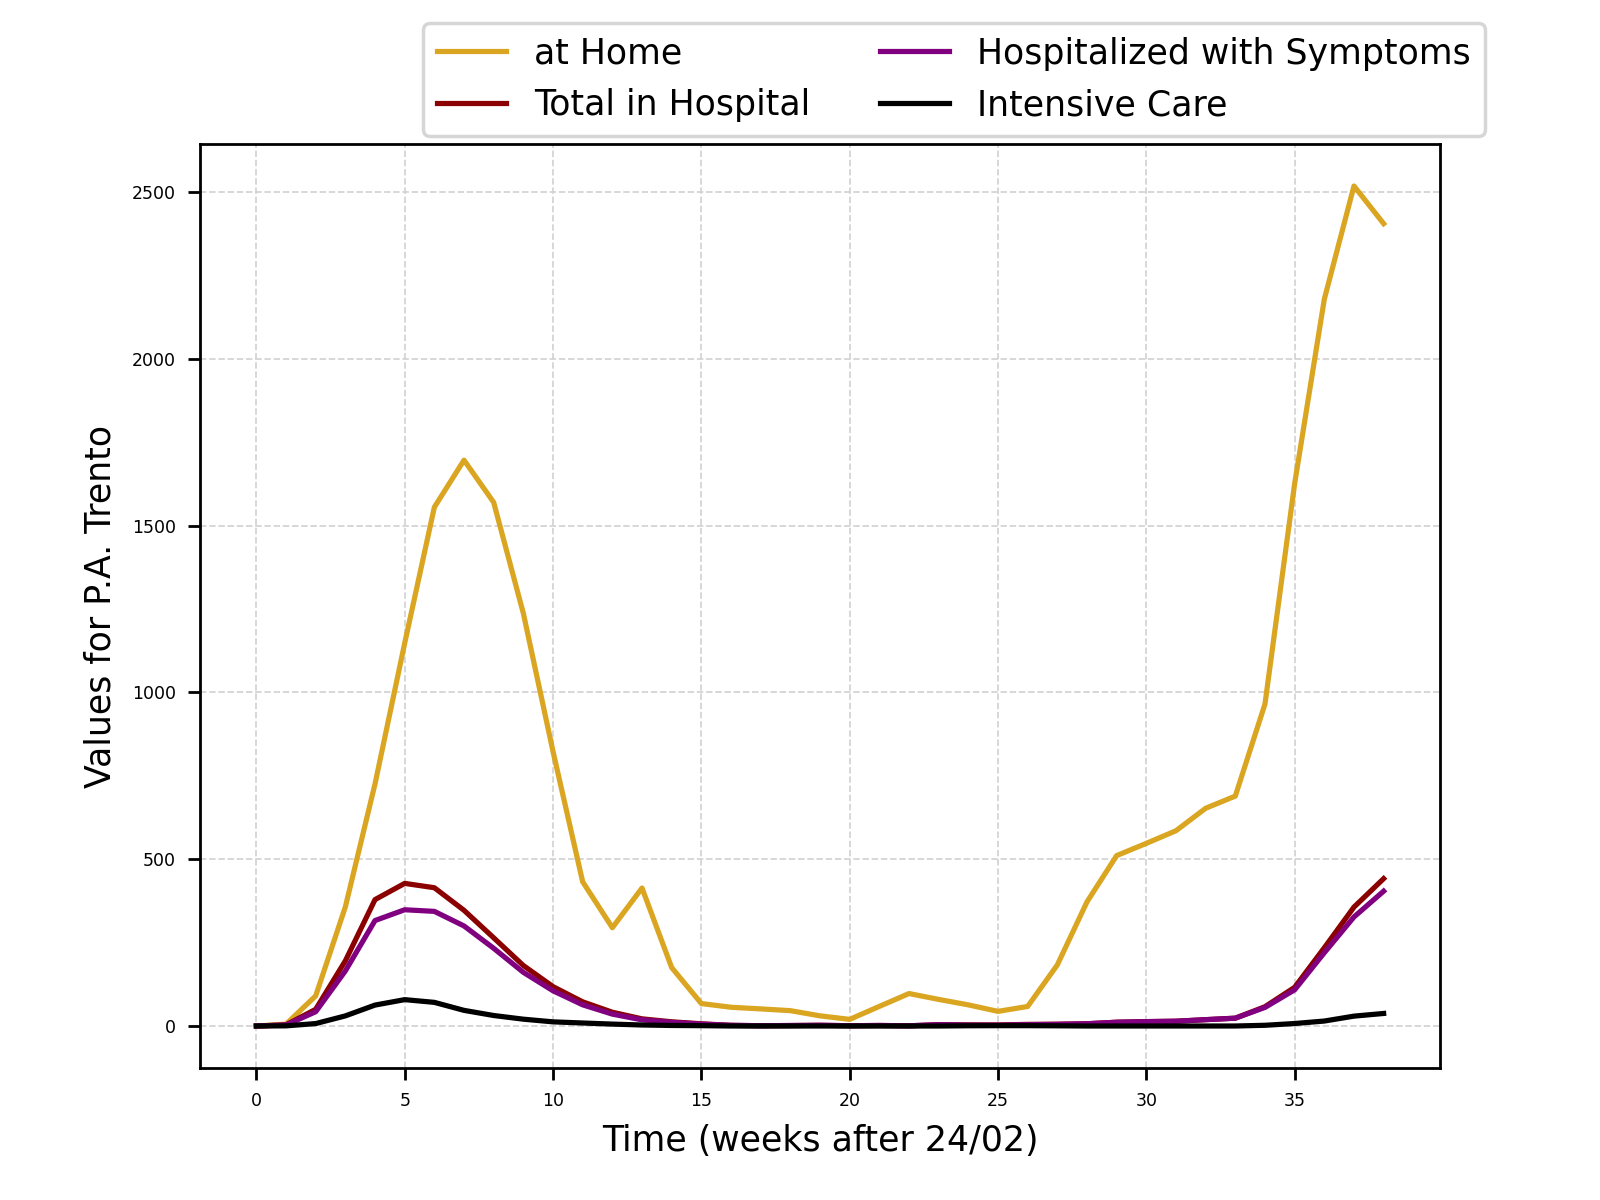 at Home
Total in Hospital
Hospitalized with Symptoms
Intensive Care
Values for P.A. Trento
2500
2000
1500
1000
500
0
0 5 10 15 20 25 30 35
Time (weeks after 24/02)